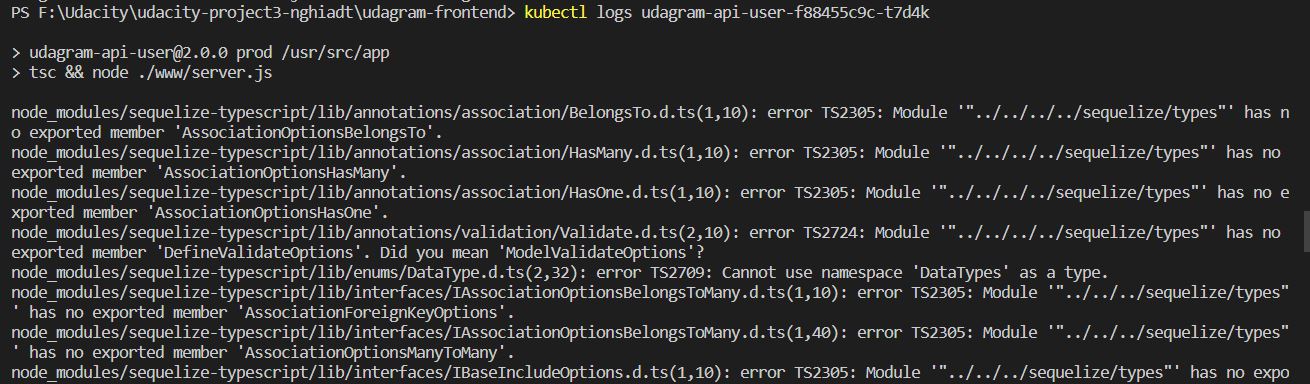 PS F:\Udacity\udacity-project3-nghiadt\udagram-frontend> kubectl logs udagram-api-user-f88455c9c-t7d4k
> udagram-api-user@2.0.0 prod /usr/src/app
> tsc && node ./www/server.js
node_modules/sequelize-typescript/lib/annotations/association/BelongsTo.d.ts(1,10): error TS2305: Module '"../../../../sequelize/types"' has n
o exported member 'AssociationOptionsBelongsTo'.
node_modules/sequelize-typescript/lib/annotations/association/HasMany.d.ts(1,10): error TS2305: Module '"../../../../sequelize/types"' has no
exported member 'AssociationOptionsHasMany'.
node_modules/sequelize-typescript/lib/annotations/association/HasOne.d.ts(1,10): error TS2305: Module '"../../../../sequelize/types"' has no e
xported member 'AssociationOptionsHasOne'.
node_modules/sequelize-typescript/lib/annotations/validation/Validate.d.ts(2,10): error TS2724: Module '"../../../../sequelize/types"' has no
exported member 'DefineValidateOptions'. Did you mean 'ModelValidateOptions'?
node_modules/sequelize-typescript/lib/enums/DataType.d.ts(2,32): error TS2709: Cannot use namespace 'DataTypes' as a type.
node_modules/sequelize-typescript/lib/interfaces/IAssociationOptionsBelongsToMany.d.ts(1,10): error TS2305: Module '"../../../sequelize/types"
' has no exported member 'AssociationForeignKeyOptions'.
node_modules/sequelize-typescript/lib/interfaces/IAssociationOptionsBelongsToMany.d.ts(1,40): error TS2305: Module '"../../../sequelize/types"
' has no exported member 'AssociationOptionsManyToMany'.
node_modules/sequelize-typescript/lib/interfaces/IBaseIncludeOptions.d.ts(1,10): error TS2305: Module '"../../../sequelize/types"' has no expo